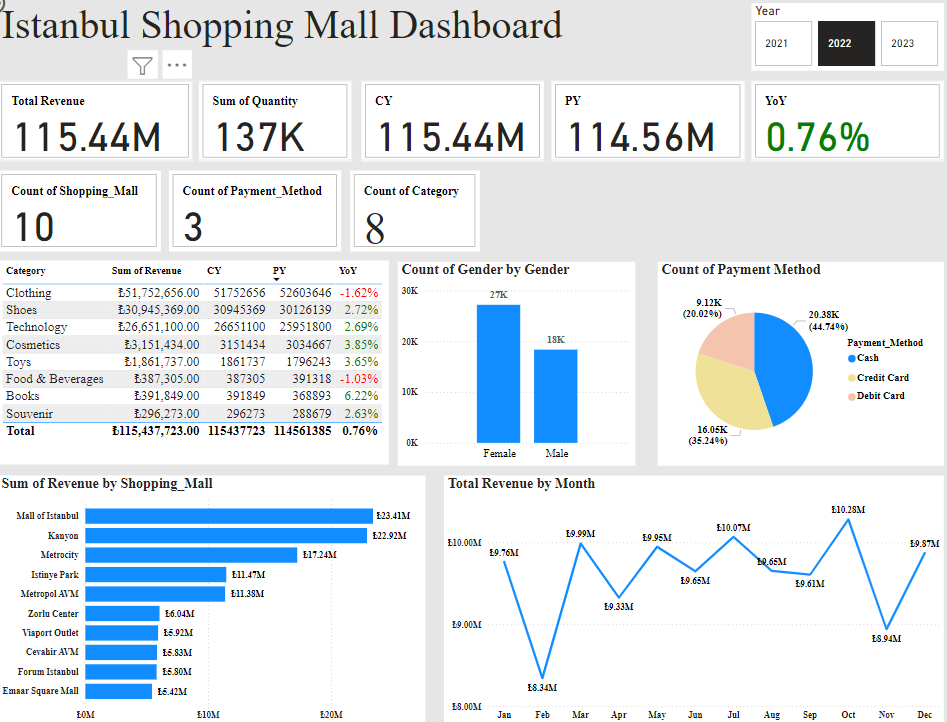 Istanbul Shopping Mall Dashboard
Year
2021 2022 2023
Total Revenue
115.44M
Sum of Quantity
137K
CY
115.44M
PY
114.56M
YoY
0.76%
Count of Shopping_Mall
10
Count of Payment_Method
3
Count of Category
8
Category Sum of Revenue CY PY YoY
Clothing ₺51,752,656.00 51752656 52603646 -1.62%
Shoes ₺30,945,369.00 30945369 30126139 2.72%
Technology ₺26,651,100.00 26651100 25951800 2.69%
Cosmetics ₺3,151,434.00 3151434 3034667 3.85%
Toys ₺1,861,737.00 1861737 1796243 3.65%
Food & Beverages ₺387,305.00 387305 391318 -1.03%
Books ₺391,849.00 391849 368893 6.22%
Souvenir ₺296,273.00 296273 288679 2.63%
Total ₺115,437,723.00 115437723 114561385 0.76%
Count of Gender by Gender
30K
27K
20K
18K
10K
0K
Female Male
Count of Payment Method
9.12K
(20.02%)
20.38K
(44.74%)
16.05K
(35.24%)
Payment_Method
Cash
Credit Card
Debit Card
Sum of Revenue by Shopping_Mall
Mall of Istanbul ₺23.41M
Kanyon ₺22.92M
Metrocity ₺17.24M
Istinye Park ₺11.47M
Metropol AVM ₺11.38M
Zorlu Center ₺6.04M
Viaport Outlet ₺5.92M
Cevahir AVM ₺5.83M
Forum Istanbul ₺5.80M
Emaar Square Mall ₺5.42M
₺0M ₺10M ₺20M
Total Revenue by Month
₺10.00M
₺9.00M
₺8.00M
₺9.76M
₺8.34M
₺9.99M
₺9.33M
₺9.95M
₺9.65M
₺10.07M
₺9.65M
₺9.61M
₺10.28M
₺8.94M
₺9.87M
Jan Feb Mar Apr May Jun Jul Aug Sep Oct Nov Dec